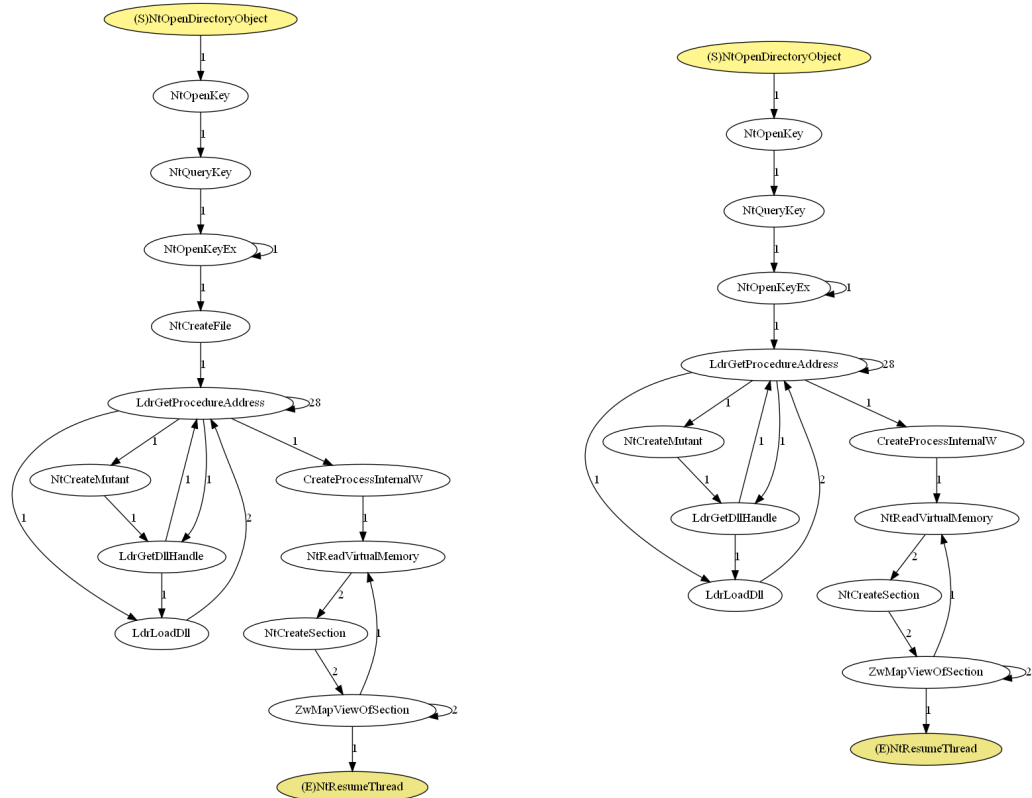 (S)NtOpenDirectoryObject
1
NtOpenKey
1
NtQueryKey
1
NtOpenKeyEx
1
1
NtCreateFile
1
LdrGetProcedureAddress
28
1
1
1
NtCreateMutant
CreateProcessInternalW
1
1
1
1
1
LdrGetDllHandle
NtReadVirtualMemory
1
2
2
LdrLoadDll
NtCreateSection
1
2
ZwMapViewOfSection
2
1
(E)NtResumeThread
(S)NtOpenDirectoryObject
1
NtOpenKey
1
NtQueryKey
1
NtOpenKeyEx
1
1
LdrGetProcedureAddress
28
1
1
NtCreateMutant
CreateProcessInternalW
1
1
1
1
1
2
LdrGetDllHandle
NtReadVirtualMemory
1
2
LdrLoadDll
NtCreateSection
1
2
ZwMapViewOfSection
2
1
(E)NtResumeThread